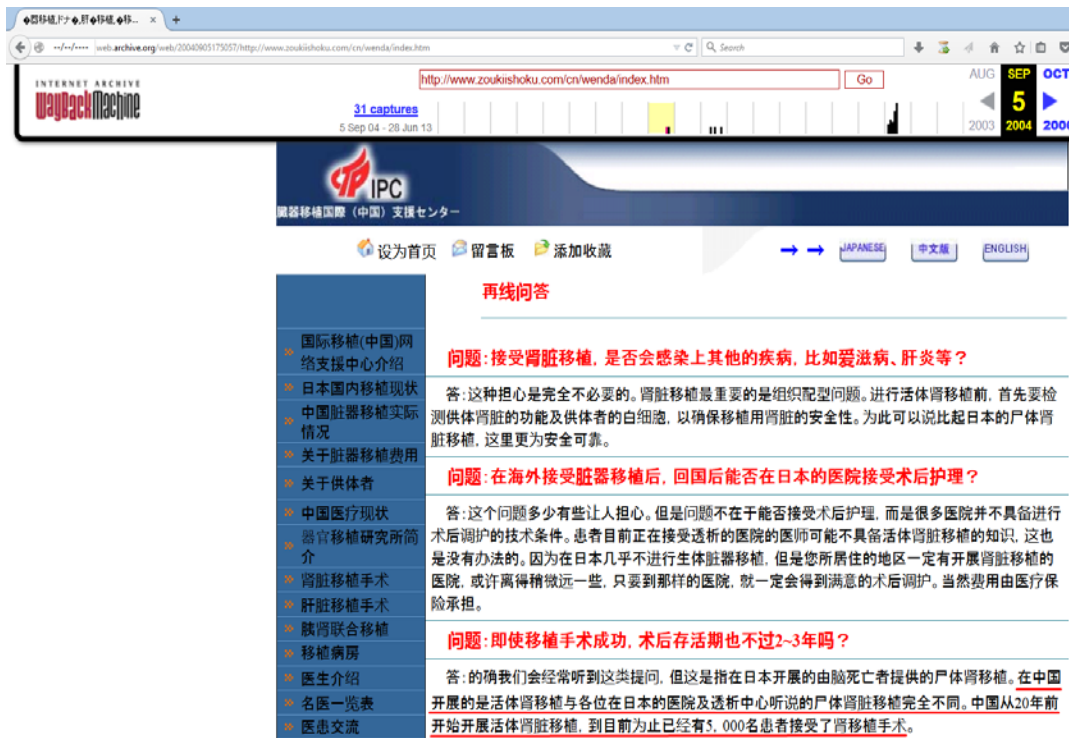 �器移植,ドナ�,肝�移植,�移... × +
--/--/---- web.archive.org/web/20040905175057/http://www.zoukiishoku.com/cn/wenda/index.htm Search
INTERNET ARCHIVE
WayBackMachine
http://www.zoukiishoku.com/cn/wenda/index.htm Go
31 captures
5 Sep 04 - 28 Jun 13
AUG SEP OCT
5
2003 2004 2006
IPC
臓器移植国際（中国）支援センター
设为首页 留言板 添加收藏 → → JAPANESE 中文版 ENGLISH
» 国际移植(中国)网
络支援中心介绍
» 日本国内移植现状
» 中国脏器移植实际
情况
» 关于脏器移植费用
» 关于供体者
» 中国医疗现状
» 器官移植研究所简
介
» 肾脏移植手术
» 肝脏移植手术
» 胰肾联合移植
» 移植病房
» 医生介绍
» 名医一览表
» 医患交流
再线问答
问题:接受肾脏移植, 是否会感染上其他的疾病, 比如爱滋病、肝炎等？
答:这种担心是完全不必要的。肾脏移植最重要的是组织配型问题。进行活体肾移植前, 首先要检
测供体肾脏的功能及供体者的白细胞, 以确保移植用肾脏的安全性。为此可以说比起日本的尸体肾
脏移植, 这里更为安全可靠。
问题:在海外接受脏器移植后, 回国后能否在日本的医院接受术后护理？
答:这个问题多少有些让人担心。但是问题不在于能否接受术后护理, 而是很多医院并不具备进行
术后调护的技术条件。患者目前正在接受透析的医院的医师可能不具备活体肾脏移植的知识, 这也
是没有办法的。因为在日本几乎不进行生体脏器移植, 但是您所居住的地区一定有开展肾脏移植的
医院, 或许离得稍微远一些, 只要到那样的医院, 就一定会得到满意的术后调护。当然费用由医疗保
险承担。
问题:即使移植手术成功, 术后存活期也不过2~3年吗？
答:的确我们会经常听到这类提问, 但这是指在日本开展的由脑死亡者提供的尸体肾移植。在中国
开展的是活体肾移植与各位在日本的医院及透析中心听说的尸体肾脏移植完全不同。中国从20年前
开始开展活体肾脏移植, 到目前为止已经有5, 000名患者接受了肾移植手术。